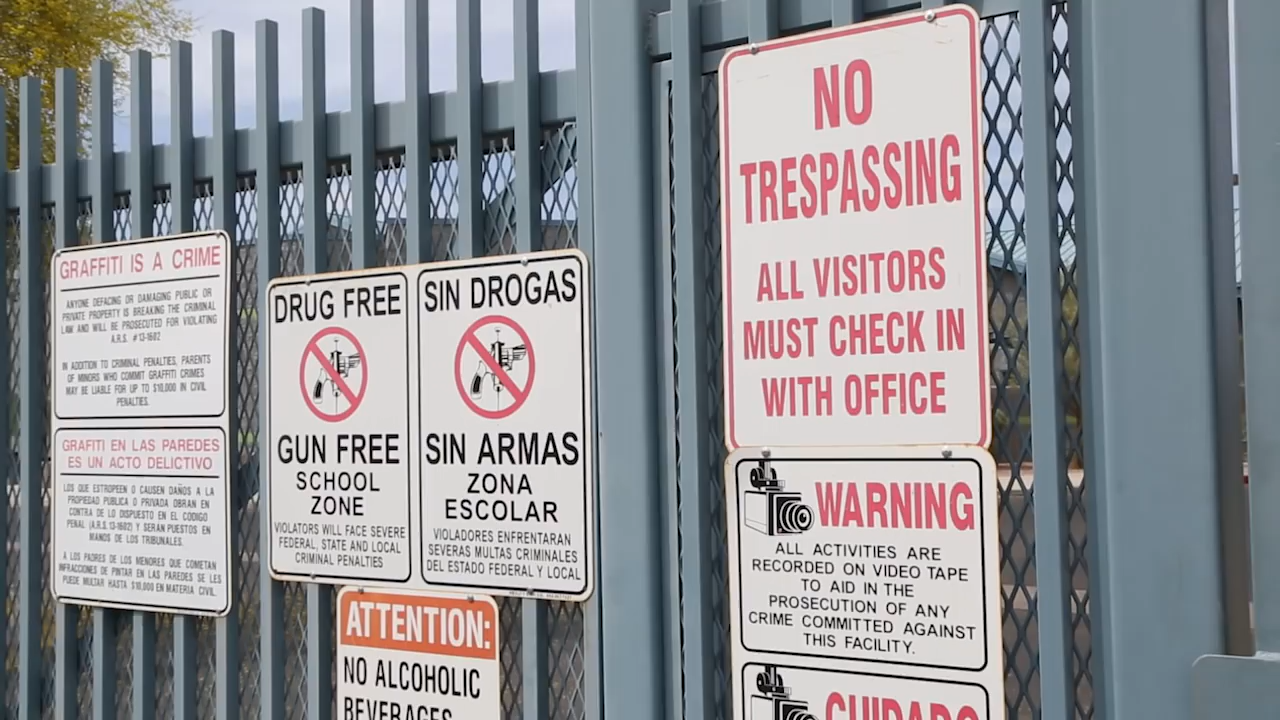 GRAFFITI IS A CRIME
ANYONE DEFACING OR DAMAGING PUBLIC OR
PRIVATE PROPERTY IS BREAKING THE CRIMINAL
LAW AND WILL BE PROSECUTED FOR VIOLATING
A.R.S. #13-1602
IN ADDITION TO CRIMINAL PENALTIES, PARENTS
OF MINORS WHO COMMIT GRAFFITI CRIMES
MAY BE LIABLE FOR UP TO $10,000 IN CIVIL
PENALTIES.
GRAFITI EN LAS PAREDES
ES UN ACTO DELICTIVO
LOS QUE ESTROPEEN O CAUSEN DAÑOS A LA
PROPIEDAD PUBLICA O PRIVADA OBRAN EN
CONTRA DE LO DISPUESTO EN EL CODIGO
PENAL (A.R.S. 13-1602) Y SERÁN PUESTOS EN
MANOS DE LOS TRIBUNALES.
A LOS PADRES DE LOS MENORES QUE COMETAN
INFRACCIONES DE PINTAR EN LAS PAREDES SE LES
PUEDE MULTAR HASTA $10,000 EN MATERIA CIVIL.
DRUG FREE
GUN FREE
SCHOOL
ZONE
VIOLATORS WILL FACE SEVERE
FEDERAL, STATE AND LOCAL
CRIMINAL PENALTIES
SIN DROGAS
SIN ARMAS
ZONA
ESCOLAR
VIOLADORES ENFRENTARAN
SEVERAS MULTAS CRIMINALES
DEL ESTADO FEDERAL Y LOCAL
ATTENTION:
NO ALCOHOLIC
BEVERAGES
NO
TRESPASSING
ALL VISITORS
MUST CHECK IN
WITH OFFICE
WARNING
ALL ACTIVITIES ARE
RECORDED ON VIDEO TAPE
TO AID IN THE
PROSECUTION OF ANY
CRIME COMMITTED AGAINST
THIS FACILITY.
CUIDADO